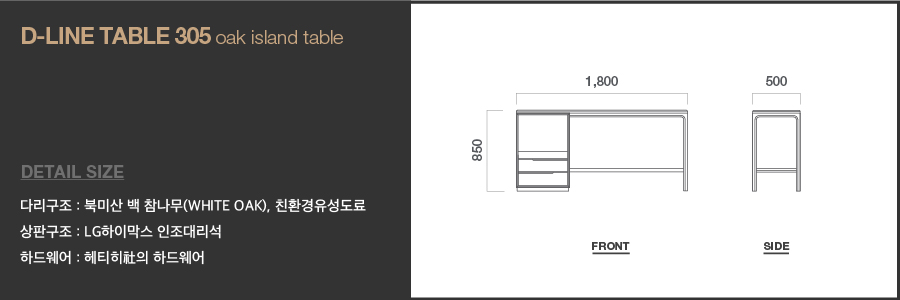 D-LINE TABLE 305 oak island table
DETAIL SIZE
다리구조 : 북미산 백 참나무(WHITE OAK), 친환경유성도료
상판구조 : LG하이막스 인조대리석
하드웨어 : 헤티히社의 하드웨어
1,800
500
850
FRONT
SIDE